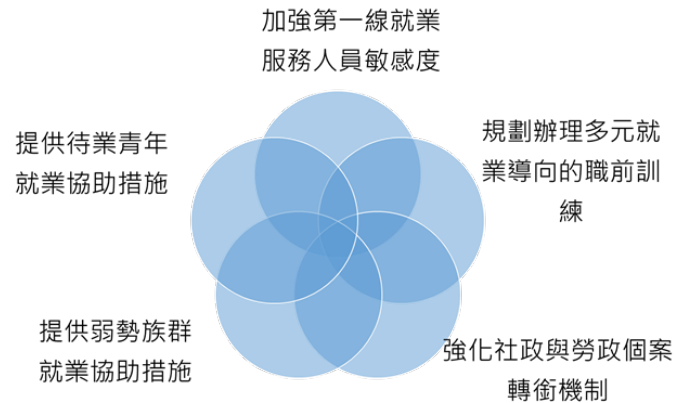 加強第一線就業
服務人員敏感度
規劃辦理多元就
業導向的職前訓
練
強化社政與勞政個案
轉銜機制
提供弱勢族群
就業協助措施
提供待業青年
就業協助措施